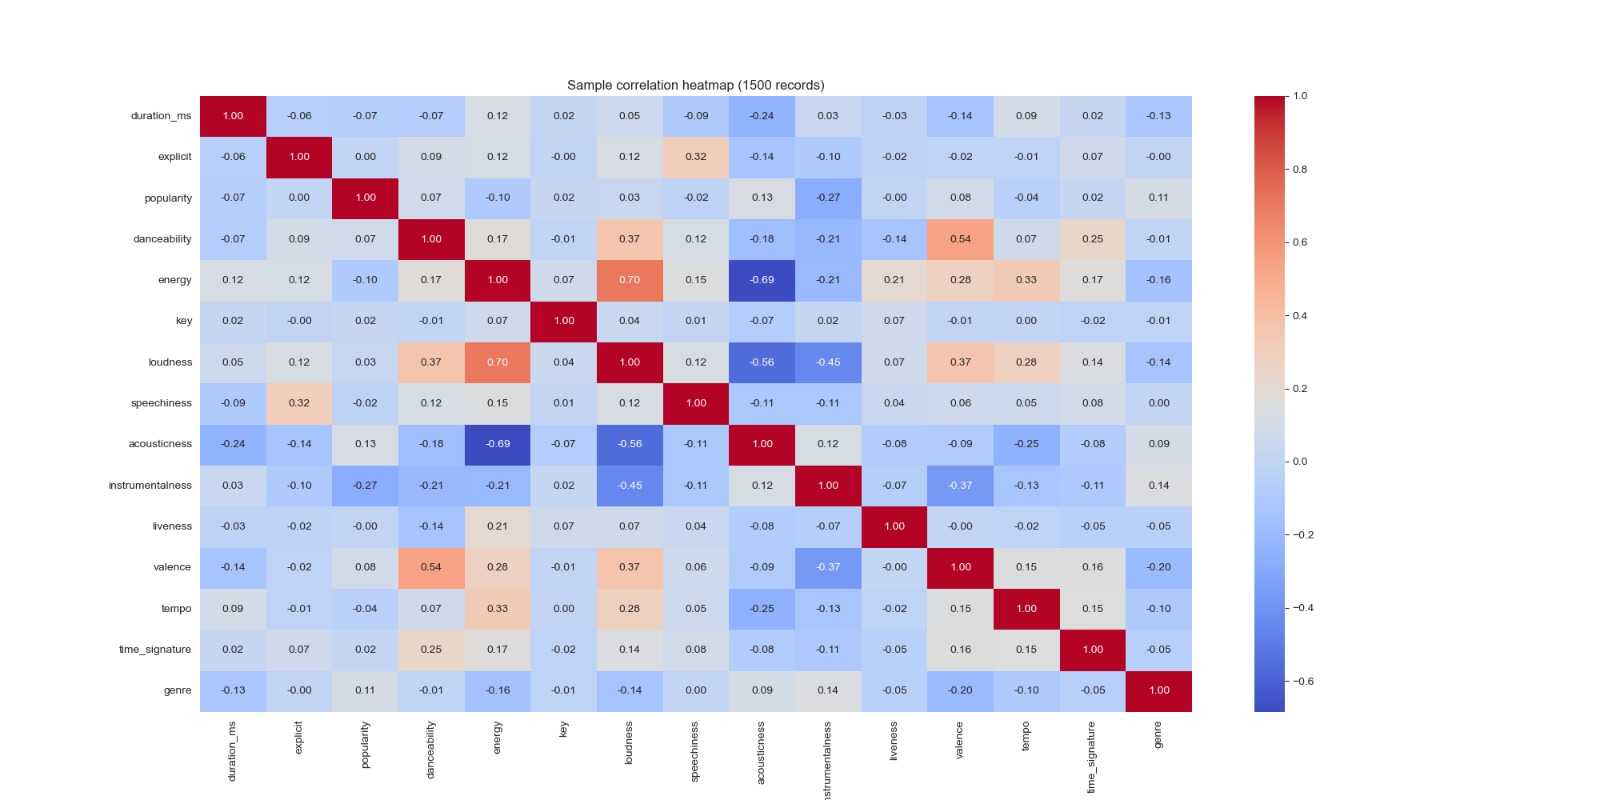 Sample correlation heatmap (1500 records)
duration_ms 1.00 -0.06 -0.07 -0.07 0.12 0.02 0.05 -0.09 -0.24 0.03 -0.03 -0.14 0.09 0.02 -0.13
explicit -0.06 1.00 0.00 0.09 0.12 -0.00 0.12 0.32 -0.14 -0.10 -0.02 -0.02 -0.01 0.07 -0.00
popularity -0.07 0.00 1.00 0.07 -0.10 0.02 0.03 -0.02 0.13 -0.27 -0.00 0.08 -0.04 0.02 0.11
danceability -0.07 0.09 0.07 1.00 0.17 -0.01 0.37 0.12 -0.18 -0.21 -0.14 0.54 0.07 0.25 -0.01
energy 0.12 0.12 -0.10 0.17 1.00 0.07 0.70 0.15 -0.69 -0.21 0.21 0.28 0.33 0.17 -0.16
key 0.02 -0.00 0.02 -0.01 0.07 1.00 0.04 0.01 -0.07 0.02 0.07 -0.01 0.00 -0.02 -0.01
loudness 0.05 0.12 0.03 0.37 0.70 0.04 1.00 0.12 -0.56 -0.45 0.07 0.37 0.28 0.14 -0.14
speechiness -0.09 0.32 -0.02 0.12 0.15 0.01 0.12 1.00 -0.11 -0.11 0.04 0.06 0.05 0.08 0.00
acousticness -0.24 -0.14 0.13 -0.18 -0.69 -0.07 -0.56 -0.11 1.00 0.12 -0.08 -0.09 -0.25 -0.08 0.09
instrumentalness 0.03 -0.10 -0.27 -0.21 -0.21 0.02 -0.45 -0.11 0.12 1.00 -0.07 -0.37 -0.13 -0.11 0.14
liveness -0.03 -0.02 -0.00 -0.14 0.21 0.07 0.07 0.04 -0.08 -0.07 1.00 -0.00 -0.02 -0.05 -0.05
valence -0.14 -0.02 0.08 0.54 0.28 -0.01 0.37 0.06 -0.09 -0.37 -0.00 1.00 0.15 0.16 -0.20
tempo 0.09 -0.01 -0.04 0.07 0.33 0.00 0.28 0.05 -0.25 -0.13 -0.02 0.15 1.00 0.15 -0.10
time_signature 0.02 0.07 0.02 0.25 0.17 -0.02 0.14 0.08 -0.08 -0.11 -0.05 0.16 0.15 1.00 -0.05
genre -0.13 -0.00 0.11 -0.01 -0.16 -0.01 -0.14 0.00 0.09 0.14 -0.05 -0.20 -0.10 -0.05 1.00
duration_ms explicit popularity danceability energy key loudness speechiness acousticness nstrumentalness liveness valence tempo time_signature genre
1.0
0.8
0.6
0.4
0.2
0.0
−0.2
−0.4
−0.6